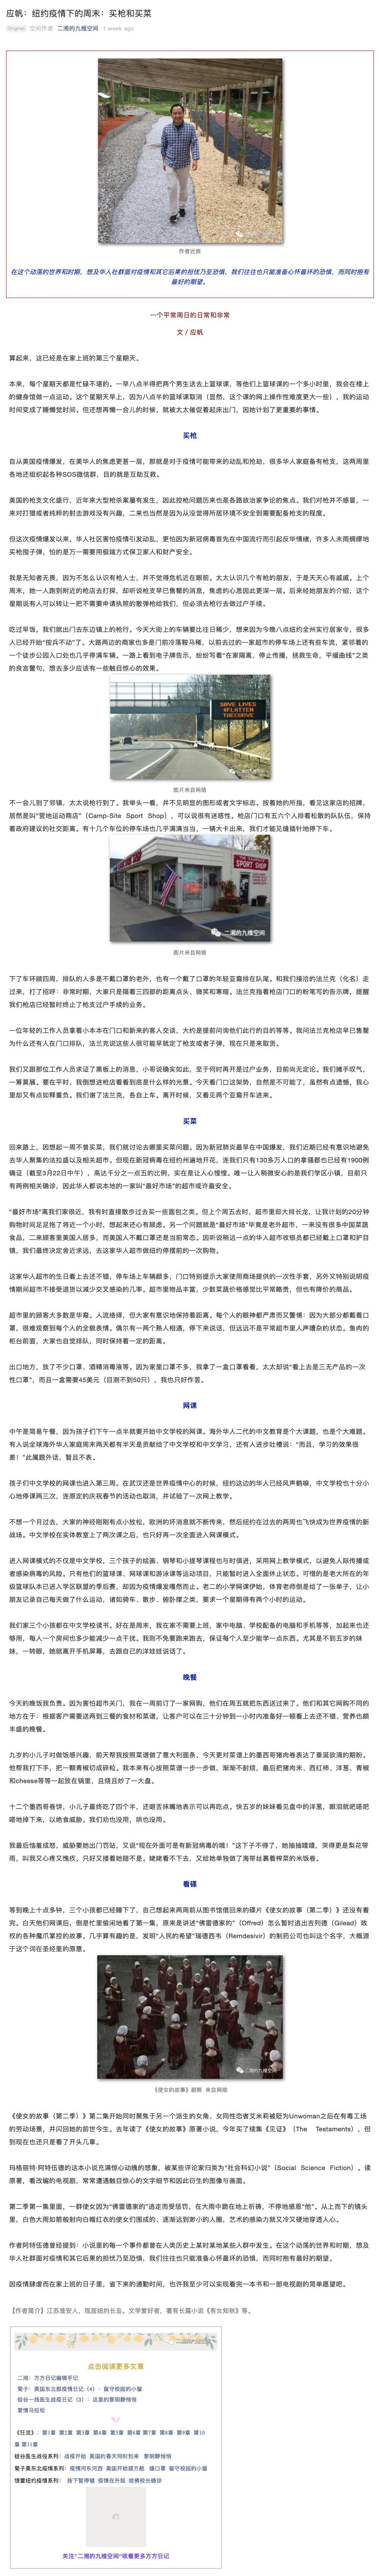 应帆：纽约疫情下的周末：买枪和买菜
Original 空间作者 二湘的九维空间 1 week ago
作者近照
在这个动荡的世界和时期，想及华人社群面对疫情和其它后果的担忧乃至恐惧，我们往往也只能准备心怀最坏的恐惧，而同时抱有
最好的期望。
一个平常周日的日常和非常
文 / 应帆
算起来，这已经是在家上班的第三个星期天。
本来，每个星期天都是忙碌不堪的。一早八点半得把两个男生送去上篮球课，等他们上篮球课的一个多小时里，我会在楼上
的健身馆做一点运动。这个星期天早上，因为八点半的篮球课取消（显然，这个课的网上操作性难度更大一些），我的运动
时间变成了睡懒觉时间。但还想再懒一会儿的时候，就被太太催促着起床出门，因她计划了更重要的事情。
买枪
自从美国疫情爆发，在美华人的焦虑更甚一层，那就是对于疫情可能带来的动乱和抢劫，很多华人家庭备有枪支，这两周里
各地还组织起各种SOS微信群，目的就是互助互救。
美国的枪支文化盛行，近年来大型枪杀案屡有发生，因此控枪问题历来也是各路政治家争论的焦点。我们对枪并不感冒，一
来对打猎或者纯粹的射击游戏没有兴趣，二来也当然是因为从没觉得所居环境不安全到需要配备枪支的程度。
但这次疫情爆发以来，华人社区害怕疫情引发动乱，更怕因为新冠病毒首先在中国流行而引起反华情绪，许多人未雨绸缪地
买枪囤子弹，怕的是万一需要用极端方式保卫家人和财产安全。
我是无知者无畏，因为不怎么认识有枪人士，并不觉得危机近在眼前。太太认识几个有枪的朋友，于是天天心有戚戚。上个
周末，她一人跑到附近的枪店去打探，却听说枪支早已售罄的消息，焦虑的心思因此更深一层。后来经她朋友的介绍，这个
星期说有人可以转让一把不需要申请执照的散弹枪给我们，但必须去枪行去做过户手续。
吃过早饭，我们就出门去东边镇上的枪行。今天大街上的车辆要比往日稀少，想来因为今晚八点纽约全州实行居家令，很多
人已经开始“按兵不动”了。大路两边的商家也多是门前冷落鞍马稀，以前去过的一家超市的停车场上还有些车流，紧邻着的
一个徒步公园入口处也几乎停满车辆。一路上看到电子牌告示，纷纷写着“在家隔离，停止传播，拯救生命，平缓曲线”之类
的良言警句，想去多少应该有一些触目惊心的效果。
SAVE LIVES
#FLATTEN
THECURVE
二湘的九维空间
图片来自网络
不一会儿到了邻镇，太太说枪行到了。我举头一看，并不见明显的图形或者文字标志。按着她的所指，看见这家店的招牌，
居然是叫“营地运动商店”（Camp-Site Sport Shop），可以说很有迷惑性。枪店门口有五六个人排着松散的队队伍，保持
着政府建议的社交距离。有十几个车位的停车场也几乎满满当当，一辆大卡出来，我们才能见缝插针地停下车。
SPORT SHOP
二湘的九维空间
图片来自网络
下了车环顾四周，排队的人多是不戴口罩的老外，也有一个戴了口罩的年轻亚裔排在队尾。和我们接洽的法兰克（化名）走
过来，打了招呼：非常时期，大家只是隔着三四部的距离点头、微笑和寒暄。法兰克指着枪店门口的粉笔写的告示牌，提醒
我们枪店已经暂时终止了枪支过户手续的业务。
一位年轻的工作人员拿着小本本在门口和新来的客人交谈，大约是提前问询他们此行的目的等等。我问法兰克枪店早已售罄
为什么还有人在门口排队，法兰克说这些人很可能早就定了枪支或者子弹，现在只是来取货。
我们又跟那位工作人员求证了黑板上的消息，小哥说确实如此，至于何时再开是过户业务，目前尚无定论。我们摊手叹气，
一筹莫展。要在平时，我倒想进枪店看看到底是什么样的光景。今天看门口这架势，自然是不可能了，虽然有点遗憾，我心
里却又有点如释重负。我们谢了法兰克，各自上车。离开时候，又看见两个亚裔开车进来。
买菜
回来路上，因想起一周不曾买菜，我们就讨论去哪里买菜问题。因为新冠肺炎最早在中国爆发，我们近期已经有意识地避免
去华人聚集的法拉盛以及相关超市。但现在新冠病毒在纽约州遍地开花，连我们只有130多万人口的拿骚郡也已经有1900例
确证（截至3月22日中午），高达千分之一点五的比例，实在是让人心惶惶。唯一让人稍微安心的是我们学区小镇，目前只
有两例相关确诊，因此华人都说本地的一家叫“最好市场”的超市或许最安全。
“最好市场”离我们家很近，我有时直接散步过去买一些面包之类。但上个周五去时，超市里却大排长龙，让我计划的20分钟
购物时间足足拖了将近一个小时，想起来还心有顾虑。另一个问题就是“最好市场”毕竟是老外超市，一来没有很多中国菜蔬
食品，二来顾客里美国人居多，而美国人不戴口罩还是当前常态。因听说稍远一点的华人超市收银员都已经戴上口罩和护目
镜，我们最终决定舍近求远，去这家华人超市做纽约停摆前的一次购物。
这家华人超市的生日看上去还不错，停车场上车辆颇多，门口特别提示大家使用商场提供的一次性手套，另外又特别说明疫
情期间超市不接受退货以减少交叉感染的几率。超市里物品丰富，少数菜蔬价格感觉比平常略贵，但也有降价的商品。
超市里的顾客大多数是华裔。人流络绎，但大家有意识地保持着距离。每个人的眼神都严肃而又警惕：因为大部分都戴着口
罩，很难观察到每个人的全貌表情。偶尔有一两个熟人相遇，停下来说话，但远远不是平常超市里人声嘈杂的状态。鱼肉的
柜台前面，大家也自觉排队，同时保持着一定的距离。
出口地方，放了不少口罩，酒精消毒液等。因为家里口罩不多，我拿了一盒口罩看看，太太却说“看上去是三无产品的一次
性口罩”，而且一盒需要45美元（目测不到50只），我也只好作罢。
网课
中午是简易午餐，因为孩子们下午一点半就要开始中文学校的网课。海外华人二代的中文教育是个大课题，也是个大难题。
有人说全球海外华人家庭周末两天都有半天是贡献给了中文学校和中文学习，还有人进步吐槽说：“而且，学习的效果很
差！”此属题外话，暂且不表。
孩子们中文学校的网课也进入第三周。在武汉还是世界疫情中心的时候，纽约的这边的华人已经风声鹤唳，中文学校也十分小
心地停课两三次，连原定的庆祝春节的活动也取消，并试验了一次网上教学。
不想一个月过去，大家的神经刚刚有点小放松，欧洲的坏消息就不断传来，然后纽约在过去的两周也飞快成为世界疫情的新
战场。中文学校在实体教室上了两次课之后，也只好再一次全面进入网课模式。
进入网课模式的不仅是中文学校，三个孩子的绘画、钢琴和小提琴课程也与时俱进，采用网上教学模式，以避免人际传播或
者感染病毒的风险。只有他们的篮球课、网球课和游泳课等运动项目，只能暂时进入全面休止状态。可惜的是老大所在的年
级篮球队本已进入学区联盟的季后赛，却因为疫情爆发嘎然而止。老二的小学网课伊始，体育老师倒是给了一张单子，让小
朋友记录自己每天做了什么运动，诸如骑车、散步、俯卧撑之类，要求一个星期得有两个小时的运动。
我们家三个小孩都在中文学校读书。好在是周末，我在家不需要上班，家中电脑、学校配备的电脑和手机等等，加起来也还
够用，每人一个房间也多少能减少一点干扰。我则不免要跑来跑去，保证每个人至少能学一点东西。尤其是不到五岁的妹
妹，一转眼，她就离开手机屏幕，去跟自己的洋娃娃说话了。
晚餐
今天的晚饭我负责。因为害怕超市关门，我在一周前订了一家网购，他们在周五就把东西送过来了。他们和其它网购不同的
地方在于：根据客户需要送两到三餐的食材和菜谱，让客户可以在三十分钟到一小时内准备好一顿看上去还不错、营养也颇
丰盛的晚餐。
九岁的小儿子对做饭感兴趣，前天帮我按照菜谱做了意大利面条，今天更对菜谱上的墨西哥猪肉卷表达了垂涎欲滴的期盼。
他帮我打下手，把一颗青椒切成碎粒。我本来有心按照菜谱一步一步做，渐渐不耐烦，最后把猪肉末、西红柿、洋葱、青椒
和cheese等等一起放在锅里，且烧且炒了一大盘。
十二个墨西哥卷饼，小儿子最终吃了四个半，还咂舌抹嘴地表示可以再吃点。快五岁的妹妹看见盘中的洋葱、眼泪就吧嗒吧
嗒地掉下来，以绝食威胁。我们劝也没用，哄也没用。
我最后恼羞成怒，威胁要她出门罚站，又说“现在外面可是有新冠病毒的哦！”这下子不得了，她抽抽噎噎，哭得更是梨花带
雨，叫我又心疼又愧疚，只好又搂着她赔不是。姥姥看不下去，又给她单独做了海带丝裹着榨菜的米饭卷。
看碟
等到晚上十点多钟，三个小孩都已经睡下了，自己想起来两周前从图书馆借回来的碟片《使女的故事（第二季）》还没有看
完。白天他们网课后，倒是忙里偷闲地看了第一集，原来是讲述“佛雷德家的”（Offred）怎么暂时逃出吉列德（Gilead）政
权的各种魔爪掌控的故事。几乎算有趣的是，发明“人民的希望”瑞德西韦（Remdesivir）的制药公司也叫这个名字，大概源
于这个词在圣经里的原意。
二湘的九维空间
《使女的故事》剧照 来自网络
《使女的故事（第二季）》第二集开始同时聚焦于另一个派生的女角，女同性恋者艾米莉被贬为Unwoman之后在有毒工场
的劳动场景，并闪回她的前世今生。去年读了《使女的故事》原著小说，今年又买了续集《见证》（The Testaments），但
到现在也还只是看了开头几章。
玛格丽特·阿特伍德的这本小说充满惊心动魄的想象，被某些评论家归类为“社会科幻小说”（Social Science Fiction）。读
原著，看改编的电视剧，常常遭遇触目惊心的文字细节和因此衍生的图像与画面。
第二季第一集里面，一群使女因为“佛雷德家的”逃走而受惩罚，在大雨中跪在地上祈祷，不停地感恩“他”。从上而下的镜头
里，白色大雨如箭般射向白帽红衣的使女们围成的、逐渐远到渺小的人圈，艺术的感染力就又冷又硬地穿透人心。
作者阿特伍德曾经提到：小说里的每一个事件都曾在人类历史上某时某地某些人群中发生。在这个动荡的世界和时期，想及
华人社群面对疫情和其它后果的担忧乃至恐惧，我们往往也只能准备心怀最坏的恐惧，而同时抱有最好的期望。
因疫情肆虐而在家上班的日子里，省下来的通勤时间，也许我至少可以实现看完一本书和一部电视剧的简单愿望吧。
【作者简介】江苏淮安人，现居纽约长岛。文学爱好者，著有长篇小说《有女知秋》等。
二湘的九维空间
点击阅读更多文章
二湘：方方日记编辑手记
菊子：美国东北部疫情日记（4）：留守校园的小留
硅谷一线医生战疫日记（3）：这里的黎明静悄悄
爱情马拉松
《狂流》：第1章 第2章 第3章 第4章 第5章 第6章 第7章 第8章 第9章 第10
章 第11章
硅谷医生战役系列：战疫开始 美国的春天何时到来 黎明静悄悄
菊子美东北疫情系列：疫情问东问西 美国开始建方舱 缝口罩 留守校园的小留
饶蕾纽约疫情系列：按下暂停键 疫情在升级 哈佛校长确诊
关注“二湘的九维空间”收看更多方方日记